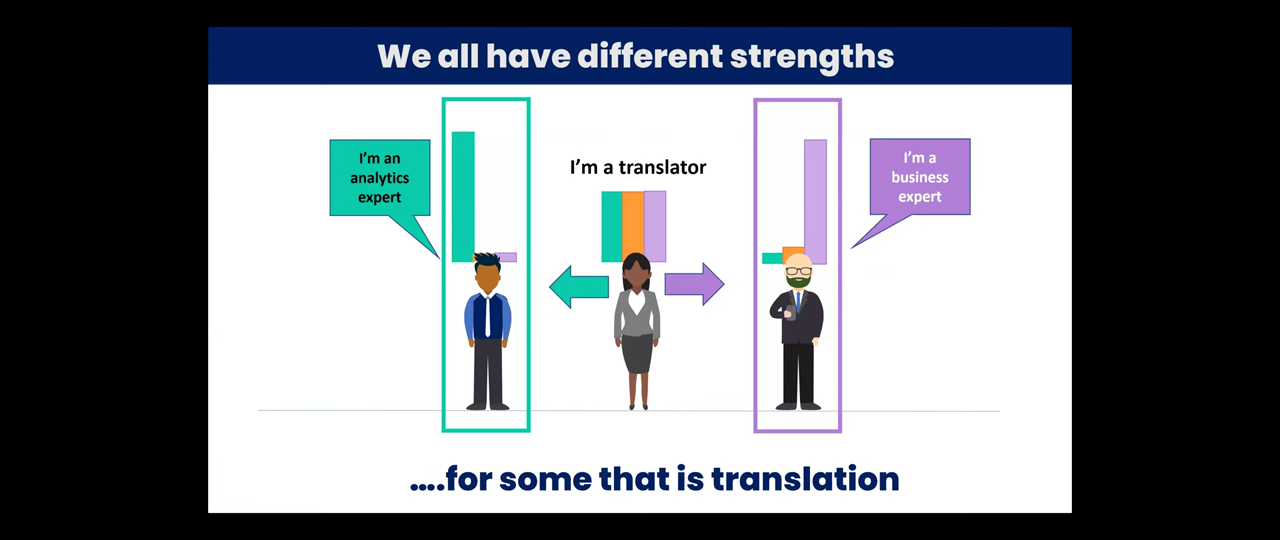 We all have different strengths
I'm an
analytics
expert
I'm a translator
I'm a
business
expert
....for some that is translation